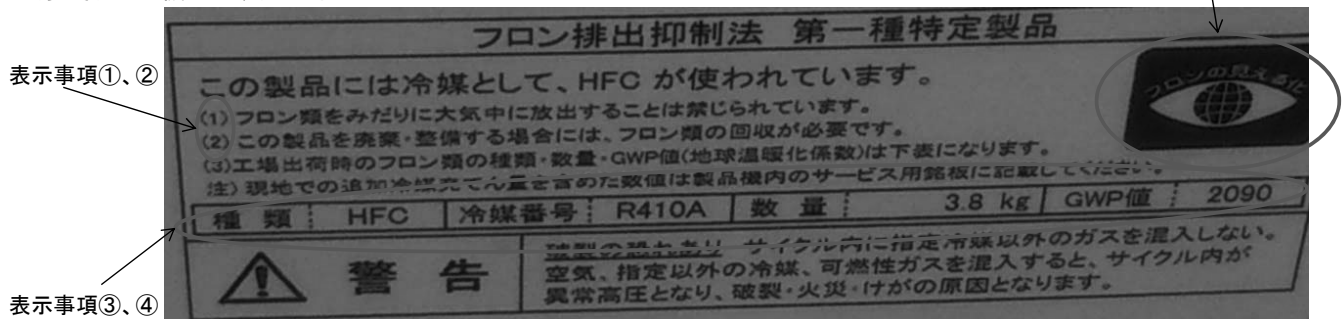 フロン排出抑制法 第一種特定製品
表示事項①、②
この製品には冷媒として、HFC が使われています。
フロンの見える化
(1) フロン類をみだりに大気中に放出することは禁じられています。
(2) この製品を廃棄・整備する場合には、フロン類の回収が必要です。
(3)工場出荷時のフロン類の種類・数量・GWP値(地球温暖化係数)は下表になります。
注) 現地での追加冷媒充てん量を含めた数値は製品機内のサービス用銘板に記載してください。
種 類 HFC 冷媒番号 R410A 数 量 3.8 kg GWP値 2090
警 告
破裂の恐れあり サイクル内に指定冷媒以外のガスを混入しない。
空気、指定以外の冷媒、可燃性ガスを混入すると、サイクル内が
異常高圧となり、破裂・火災・けがの原因となります。
表示事項③、④